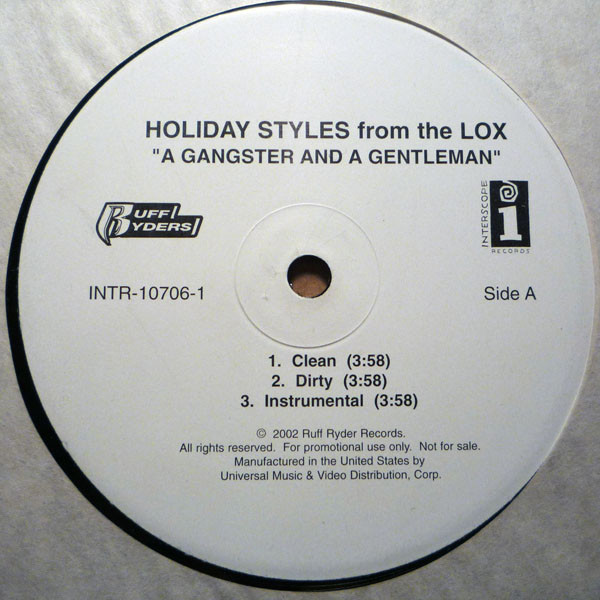 HOLIDAY STYLES from the LOX
"A GANGSTER AND A GENTLEMAN"
RUFF
RYDERS
INTERSCOPE
RECORDS
INTR-10706-1
Side A
1. Clean (3:58)
2. Dirty (3:58)
3. Instrumental (3:58)
© 2002 Ruff Ryder Records.
All rights reserved. For promotional use only. Not for sale.
Manufactured in the United States by
Universal Music & Video Distribution, Corp.